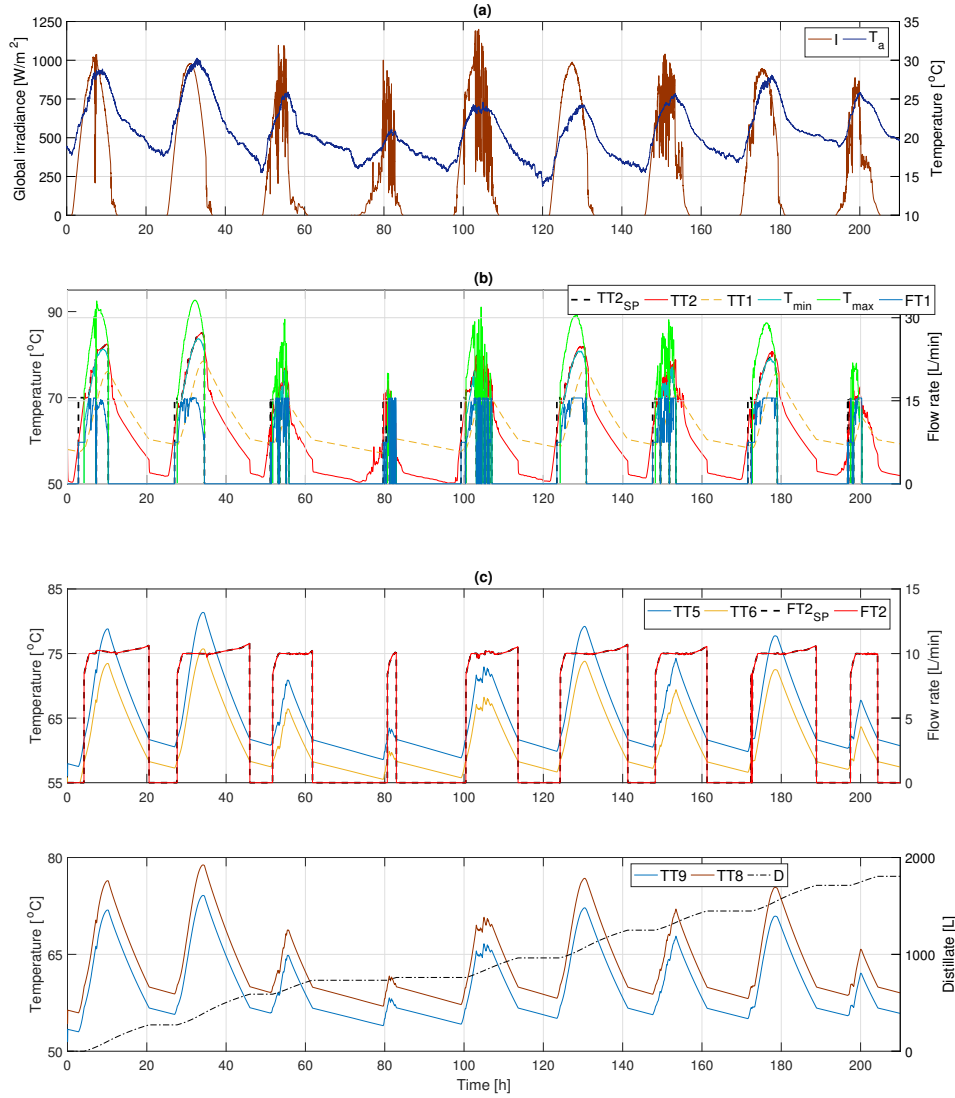 (a)
1250
1000
750
500
250
0
Global irradiance [W/m²]
35
30
25
20
15
10
Temperature [°C]
I T_a
0 20 40 60 80 100 120 140 160 180 200
(b)
90
70
50
Temperature [°C]
30
15
0
Flow rate [L/min]
TT2_SP TT2 TT1 T_min T_max FT1
0 20 40 60 80 100 120 140 160 180 200
(c)
85
75
65
55
Temperature [°C]
15
10
5
0
Flow rate [L/min]
TT5 TT6 FT2_SP FT2
0 20 40 60 80 100 120 140 160 180 200
80
65
50
Temperature [°C]
2000
1000
0
Distillate [L]
TT9 TT8 D
0 20 40 60 80 100 120 140 160 180 200
Time [h]